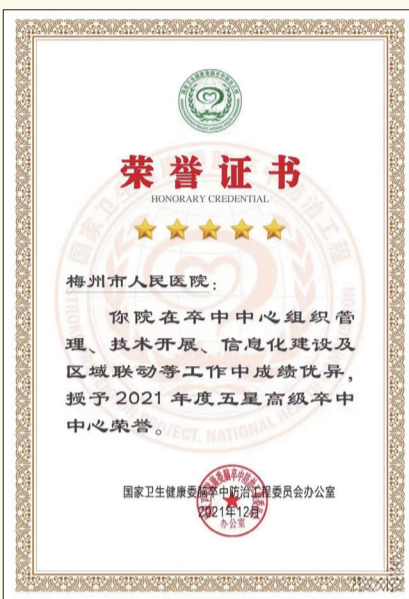 荣誉证书
HONORARY CREDENTIAL
梅州市人民医院：
你院在卒中中心组织管
理、技术开展、信息化建设及
区域联动等工作中成绩优异，
授予2021年度五星高级卒中
中心荣誉。
国家卫生健康委脑卒中防治工程委员会办公室
2021年12月
办公室